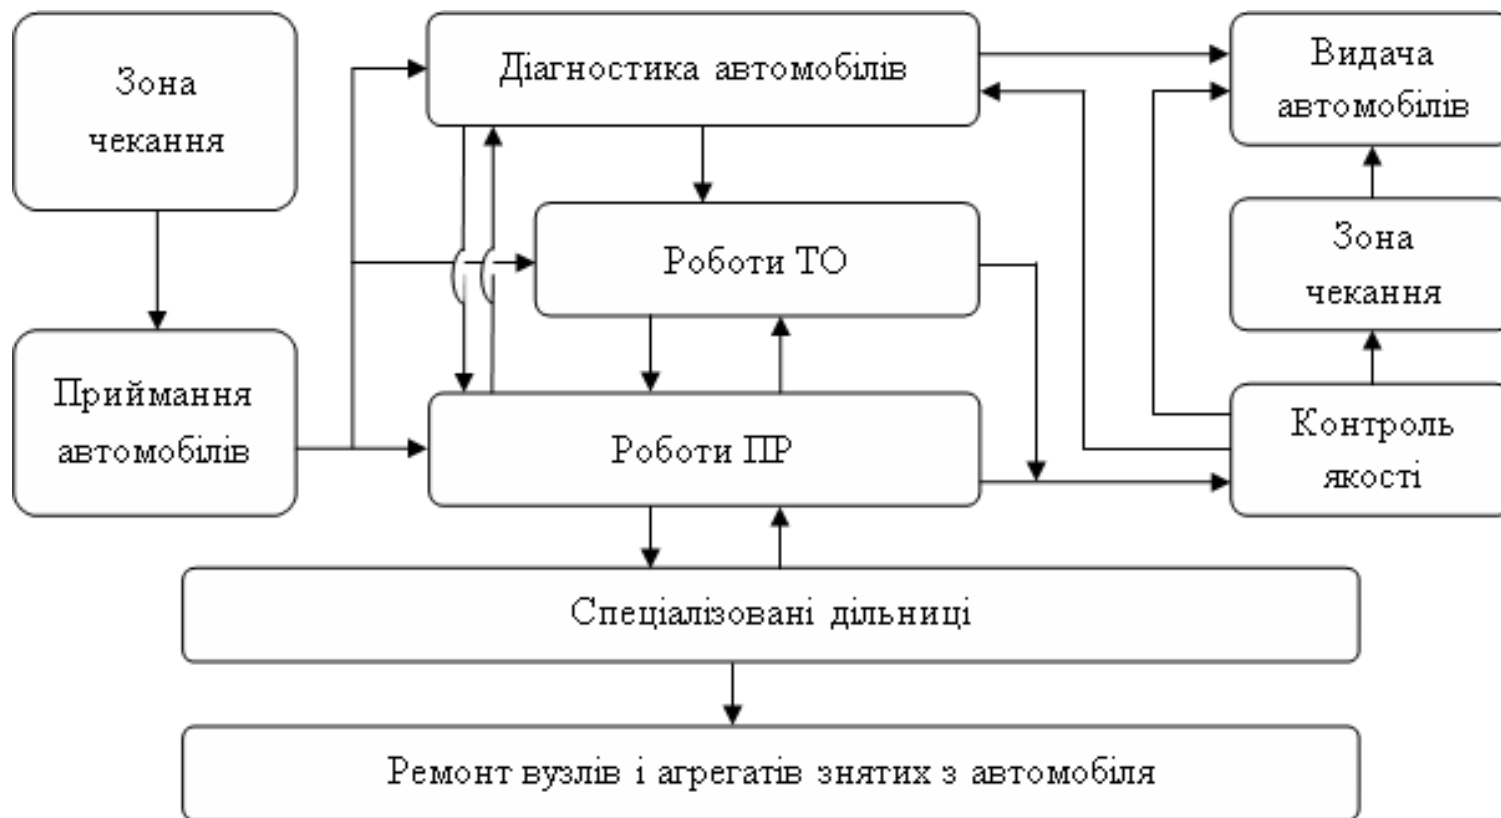 Зона
чекання
Діагностика автомобілів
Видача
автомобілів
Роботи ТО
Зона
чекання
Приймання
автомобілів
Роботи ПР
Контроль
якості
Спеціалізовані дільниці
Ремонт вузлів і агрегатів знятих з автомобіля